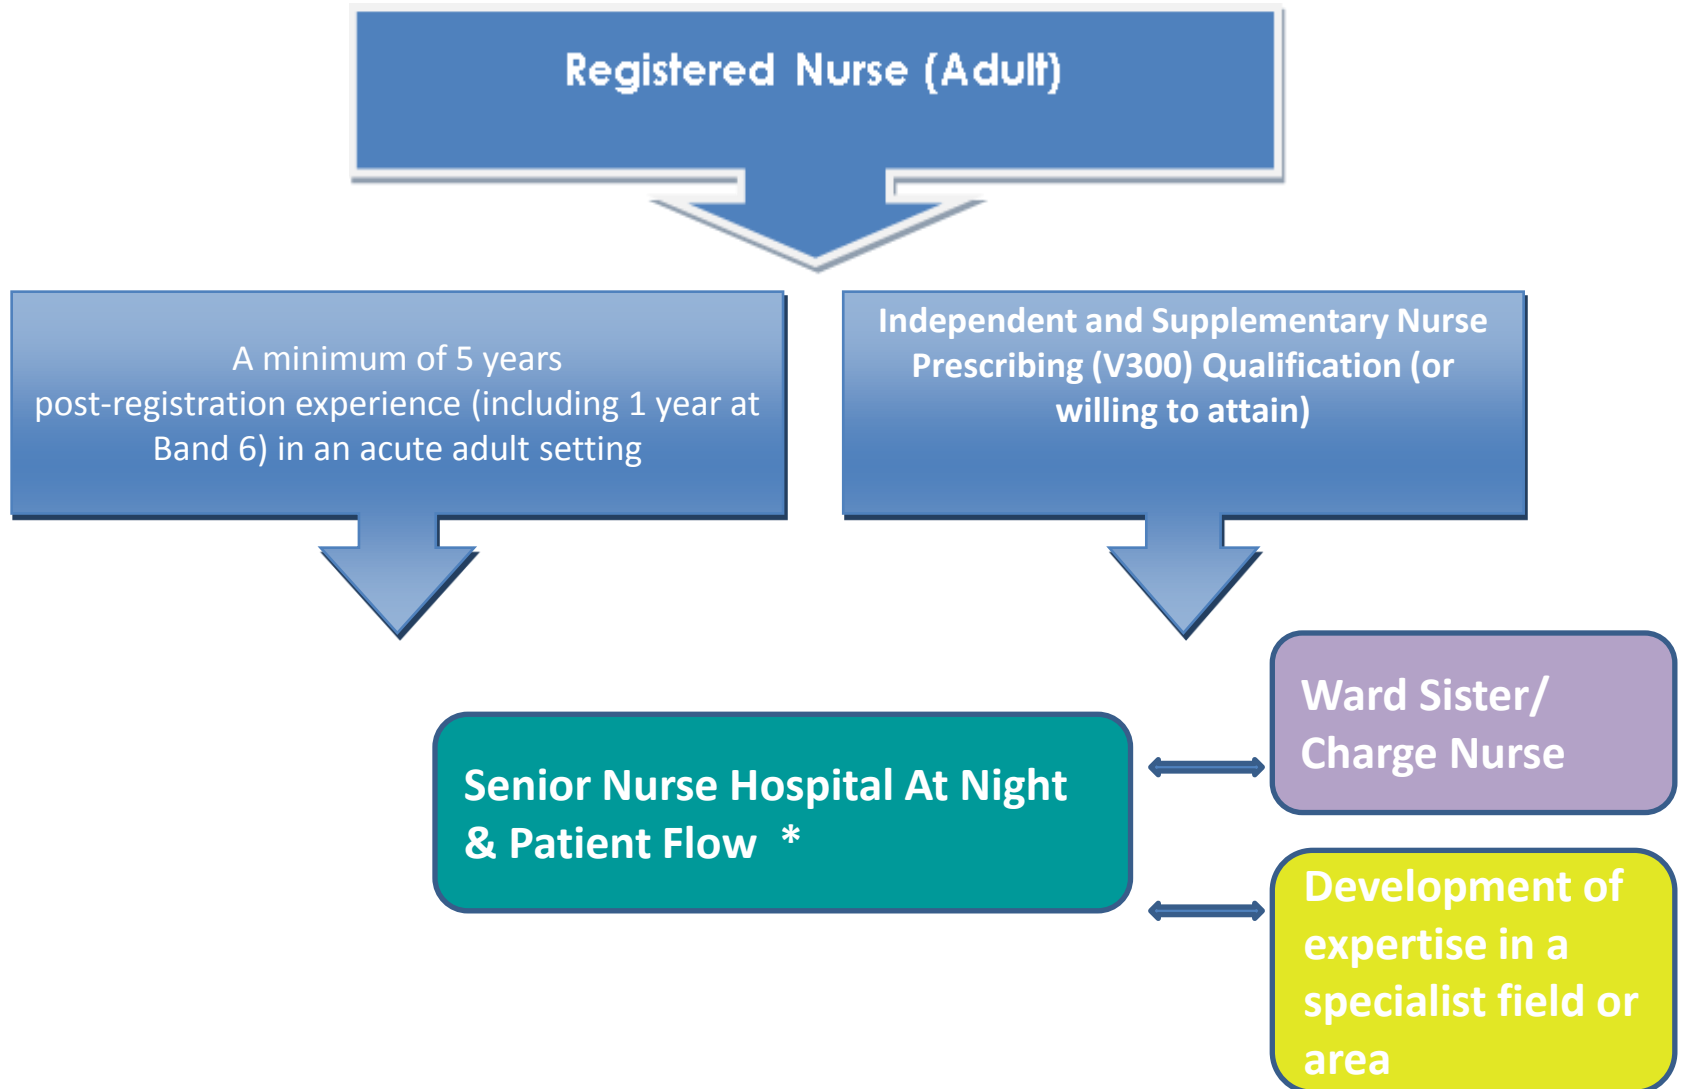 Registered Nurse (Adult)
A minimum of 5 years
post-registration experience (including 1 year at
Band 6) in an acute adult setting
Independent and Supplementary Nurse
Prescribing (V300) Qualification (or
willing to attain)
Senior Nurse Hospital At Night
& Patient Flow *
Ward Sister/
Charge Nurse
Development of
expertise in a
specialist field or
area